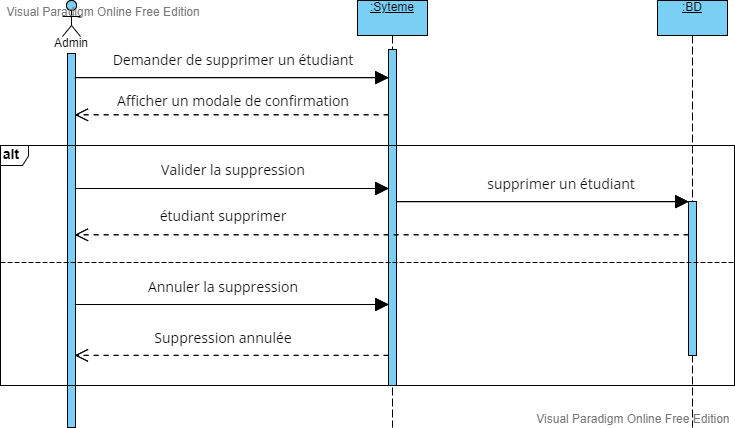 Visual Paradigm Online Free Edition
:Syteme
:BD
Admin
Demander de supprimer un étudiant
Afficher un modale de confirmation
alt
Valider la suppression
supprimer un étudiant
étudiant supprimer
Annuler la suppression
Suppression annulée
Visual Paradigm Online Free Edition